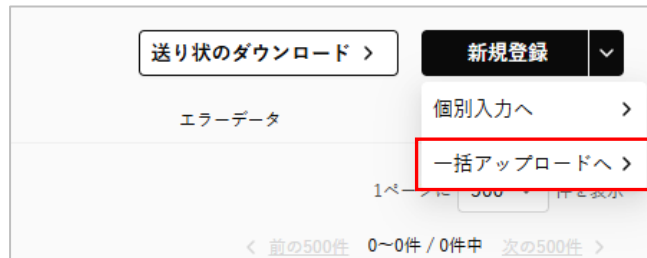 送り状のダウンロード >
新規登録
エラーデータ
個別入力へ >
一括アップロードへ >
1ページに 500 件を表示
< 前の500件 0〜0件 / 0件中 次の500件 >